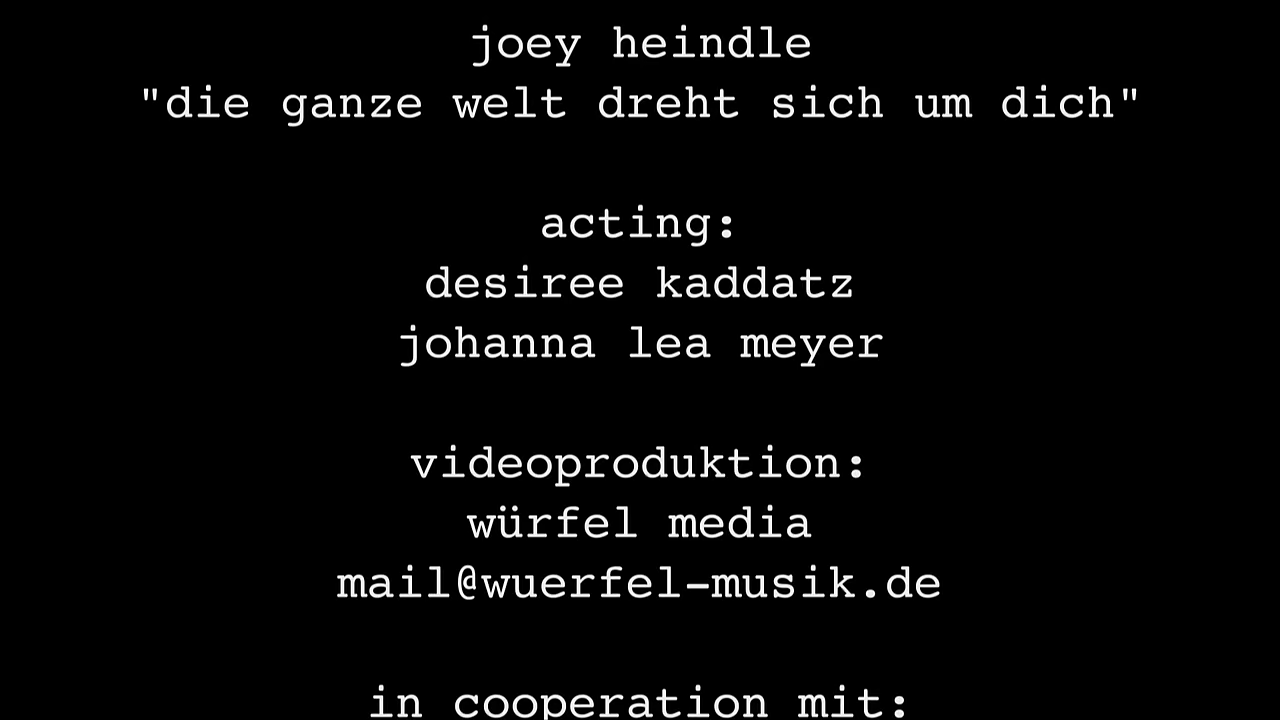 joey heindle
"die ganze welt dreht sich um dich"
acting:
desiree kaddatz
johanna lea meyer
videoproduktion:
würfel media
mail@wuerfel-musik.de
in cooperation mit: